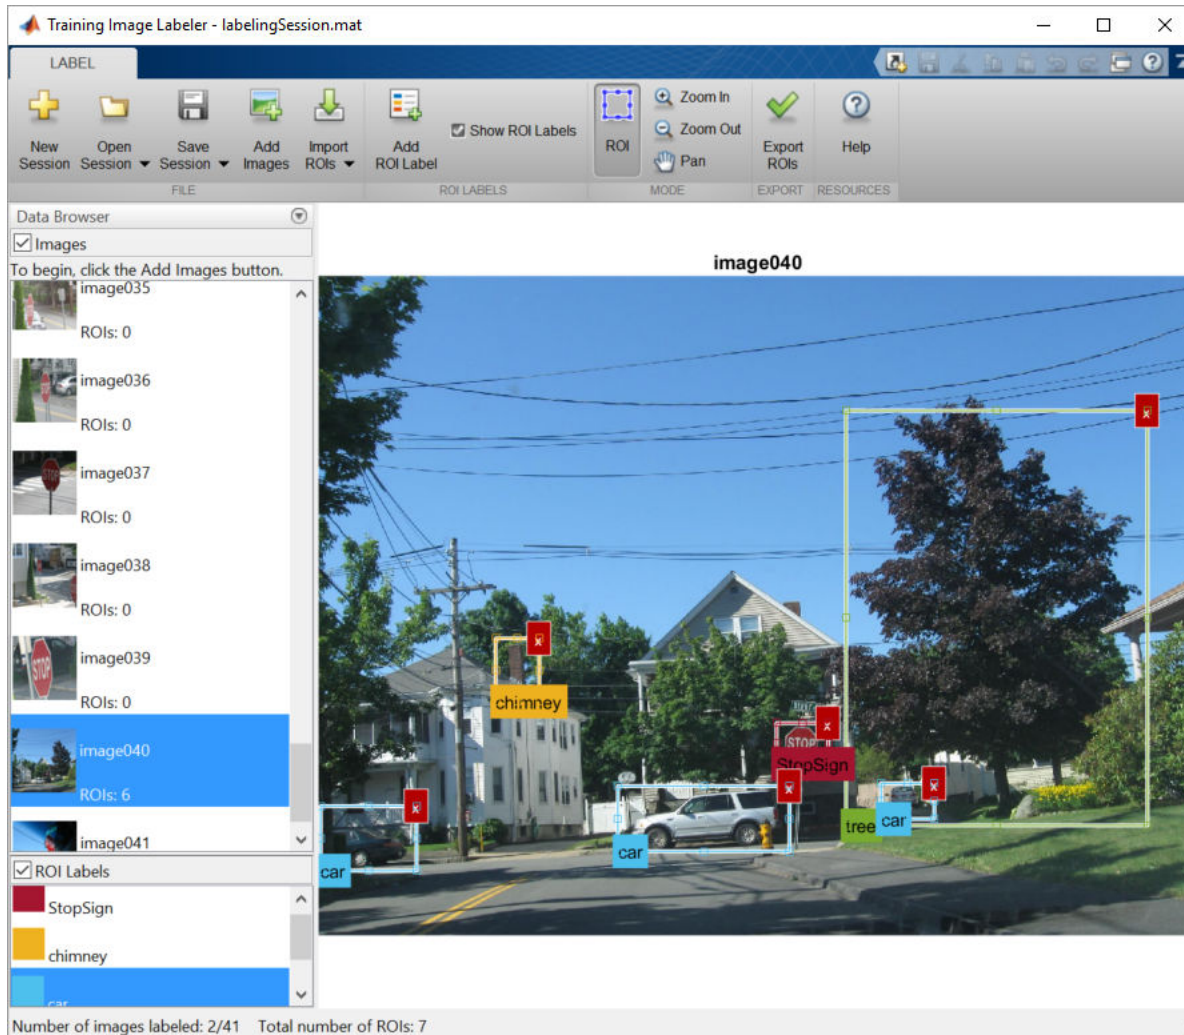 Training Image Labeler - labelingSession.mat
LABEL
New Session
Open Session
Save Session
Add Images
Import ROIs
Add ROI Label
Show ROI Labels
ROI
Zoom In
Zoom Out
Pan
Export ROIs
Help
FILE
ROI LABELS
MODE
EXPORT
RESOURCES
Data Browser
Images
To begin, click the Add Images button.
image035
ROIs: 0
image036
ROIs: 0
image037
ROIs: 0
image038
ROIs: 0
image039
ROIs: 0
image040
ROIs: 6
image041
ROI Labels
StopSign
chimney
car
image040
chimney
STOP
StopSign
car
car
tree
car
Number of images labeled: 2/41 Total number of ROIs: 7